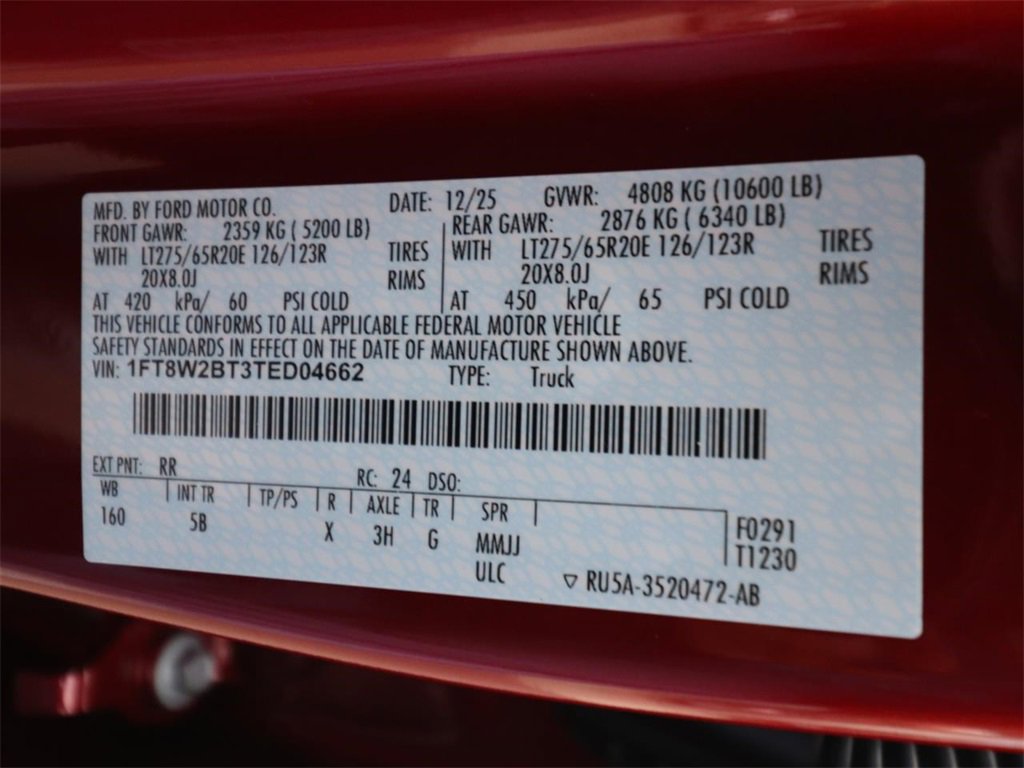 MFD. BY FORD MOTOR CO. DATE: 12/25 GVWR: 4808 KG (10600 LB)
FRONT GAWR: 2359 KG ( 5200 LB) REAR GAWR: 2876 KG ( 6340 LB)
WITH LT275/65R20E 126/123R TIRES WITH LT275/65R20E 126/123R TIRES
20X8.0J RIMS 20X8.0J RIMS
AT 420 kPa/ 60 PSI COLD AT 450 kPa/ 65 PSI COLD
THIS VEHICLE CONFORMS TO ALL APPLICABLE FEDERAL MOTOR VEHICLE
SAFETY STANDARDS IN EFFECT ON THE DATE OF MANUFACTURE SHOWN ABOVE.
VIN: 1FT8W2BT3TED04662 TYPE: Truck
EXT PNT: RR RC: 24 DSO:
WB INT TR TP/PS R AXLE TR SPR
160 5B X 3H G MMJJ F0291
ULC T1230
▽ RU5A-3520472-AB